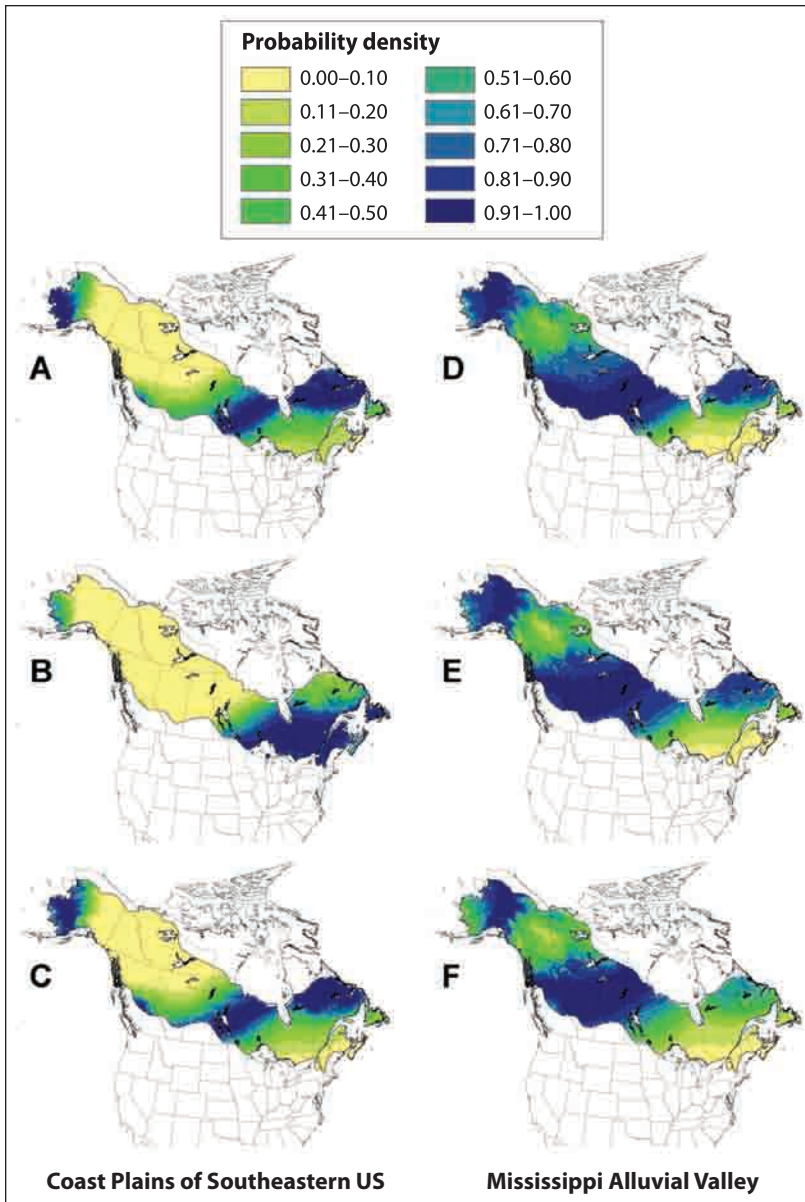 Probability density
0.00–0.10
0.11–0.20
0.21–0.30
0.31–0.40
0.41–0.50
0.51–0.60
0.61–0.70
0.71–0.80
0.81–0.90
0.91–1.00
A
D
B
E
C
F
Coast Plains of Southeastern US
Mississippi Alluvial Valley